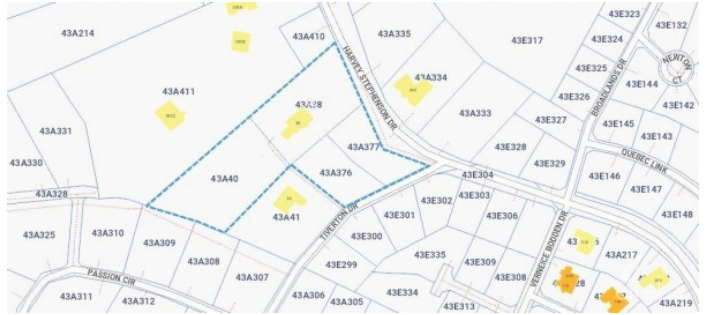 43E323
43E132
43A214
43A410
43A335
43E317
43E324
HARVEY STEPHENSON DR
BROADLANDS DR
NEWTON CT
43E325
43E144
43A334
43A411
43E326
43E142
43A333
43E145
43E327
43E143
43A331
43A377
43E328
QUEBEC LINK
43A330
43E329
43A40
43A376
43E304
43E146
43E147
43A328
43E302
43E303
43A41
43E301
43E306
43E148
TIVERTON DR
VERNEICE BODDEN DR
43A325
43A310
43A309
43E300
43A308
43E335
43E309
43A217
43E299
43A307
43E308
PASSION CIR
43A311
43A312
43A306
43A305
43E334
43E313
43A219